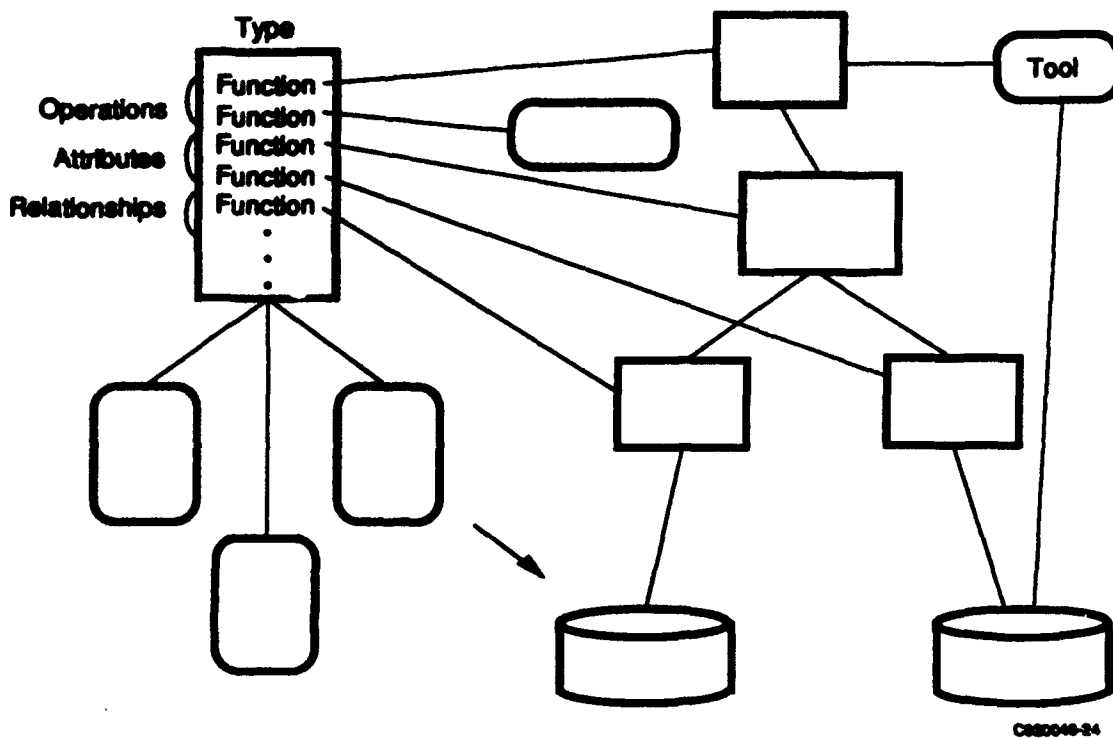 Type
Tool
Operations
Attributes
Relationships
Function
Function
Function
Function
Function